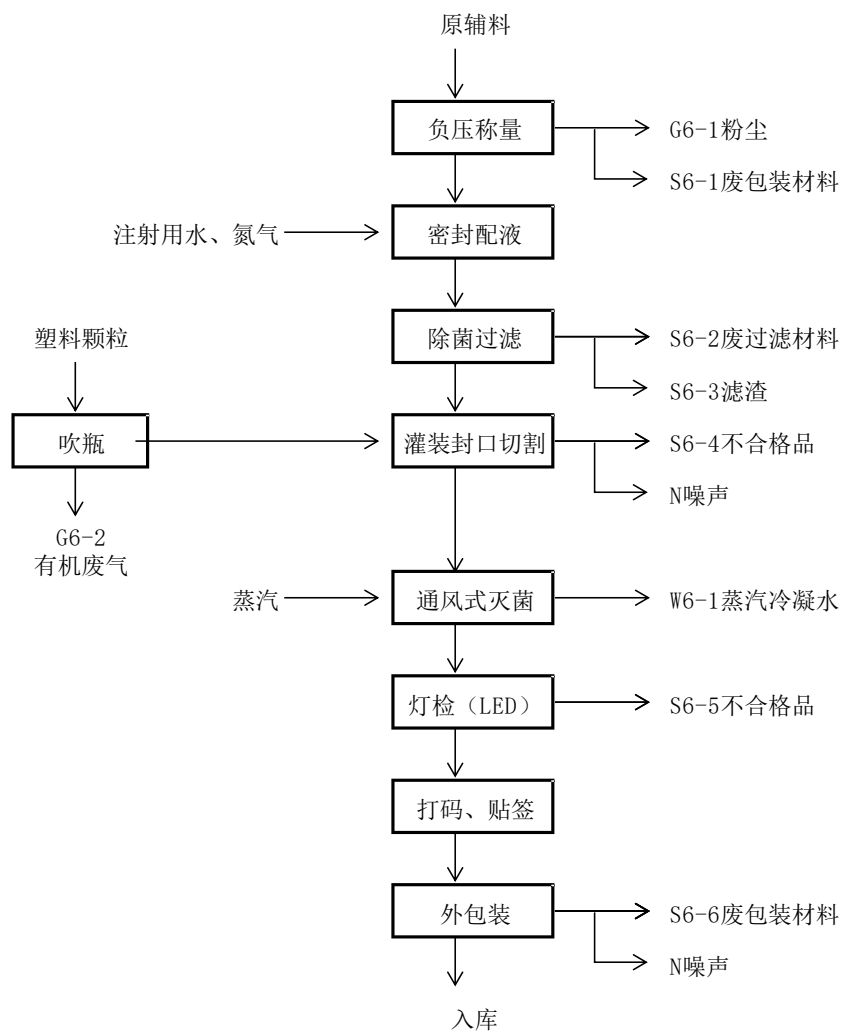 原辅料
负压称量
G6-1粉尘
S6-1废包装材料
注射用水、氮气
密封配液
塑料颗粒
除菌过滤
S6-2废过滤材料
S6-3滤渣
吹瓶
灌装封口切割
S6-4不合格品
N噪声
G6-2
有机废气
蒸汽
通风式灭菌
W6-1蒸汽冷凝水
灯检（LED）
S6-5不合格品
打码、贴签
外包装
S6-6废包装材料
N噪声
入库